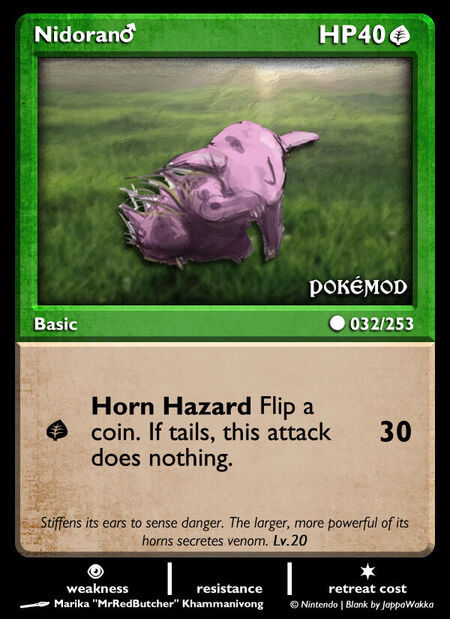 Nidoran♂ HP40
POKÉMOD
Basic 032/253
Horn Hazard Flip a
coin. If tails, this attack 30
does nothing.
Stiffens its ears to sense danger. The larger, more powerful of its
horns secretes venom. Lv.20
weakness resistance retreat cost
Marika "MrRedButcher" Khammanivong © Nintendo | Blank by JappaWakka